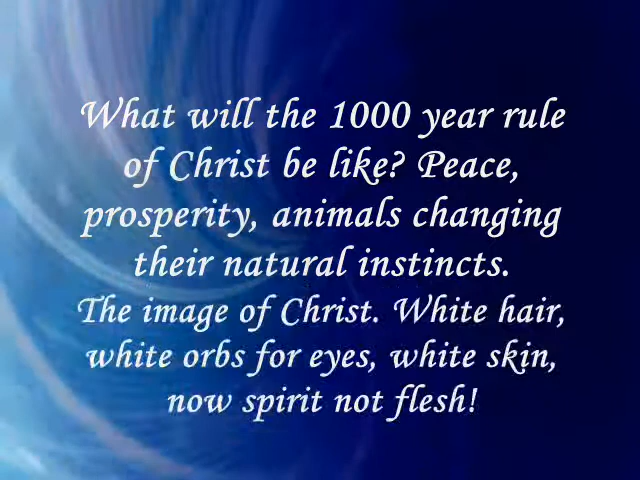 What will the 1000 year rule
of Christ be like? Peace,
prosperity, animals changing
their natural instincts.
The image of Christ. White hair,
white orbs for eyes, white skin,
now spirit not flesh!